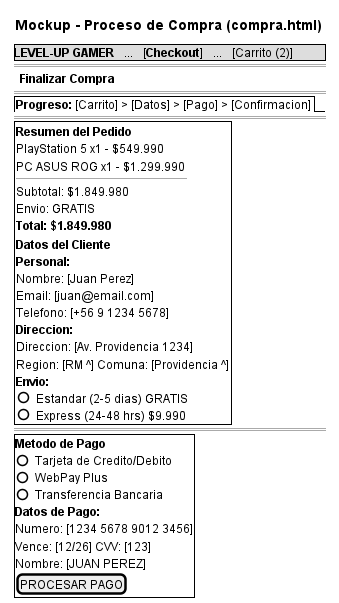 Mockup - Proceso de Compra (compra.html)
LEVEL-UP GAMER ... [Checkout] ... [Carrito (2)]
Finalizar Compra
Progreso: [Carrito] > [Datos] > [Pago] > [Confirmacion]
Resumen del Pedido
PlayStation 5 x1 - $549.990
PC ASUS ROG x1 - $1.299.990
Subtotal: $1.849.980
Envio: GRATIS
Total: $1.849.980
Datos del Cliente
Personal:
Nombre: [Juan Perez]
Email: [juan@email.com]
Telefono: [+56 9 1234 5678]
Direccion:
Direccion: [Av. Providencia 1234]
Region: [RM ^] Comuna: [Providencia ^]
Envio:
Estandar (2-5 dias) GRATIS
Express (24-48 hrs) $9.990
Metodo de Pago
Tarjeta de Credito/Debito
WebPay Plus
Transferencia Bancaria
Datos de Pago:
Numero: [1234 5678 9012 3456]
Vence: [12/26] CVV: [123]
Nombre: [JUAN PEREZ]
PROCESAR PAGO